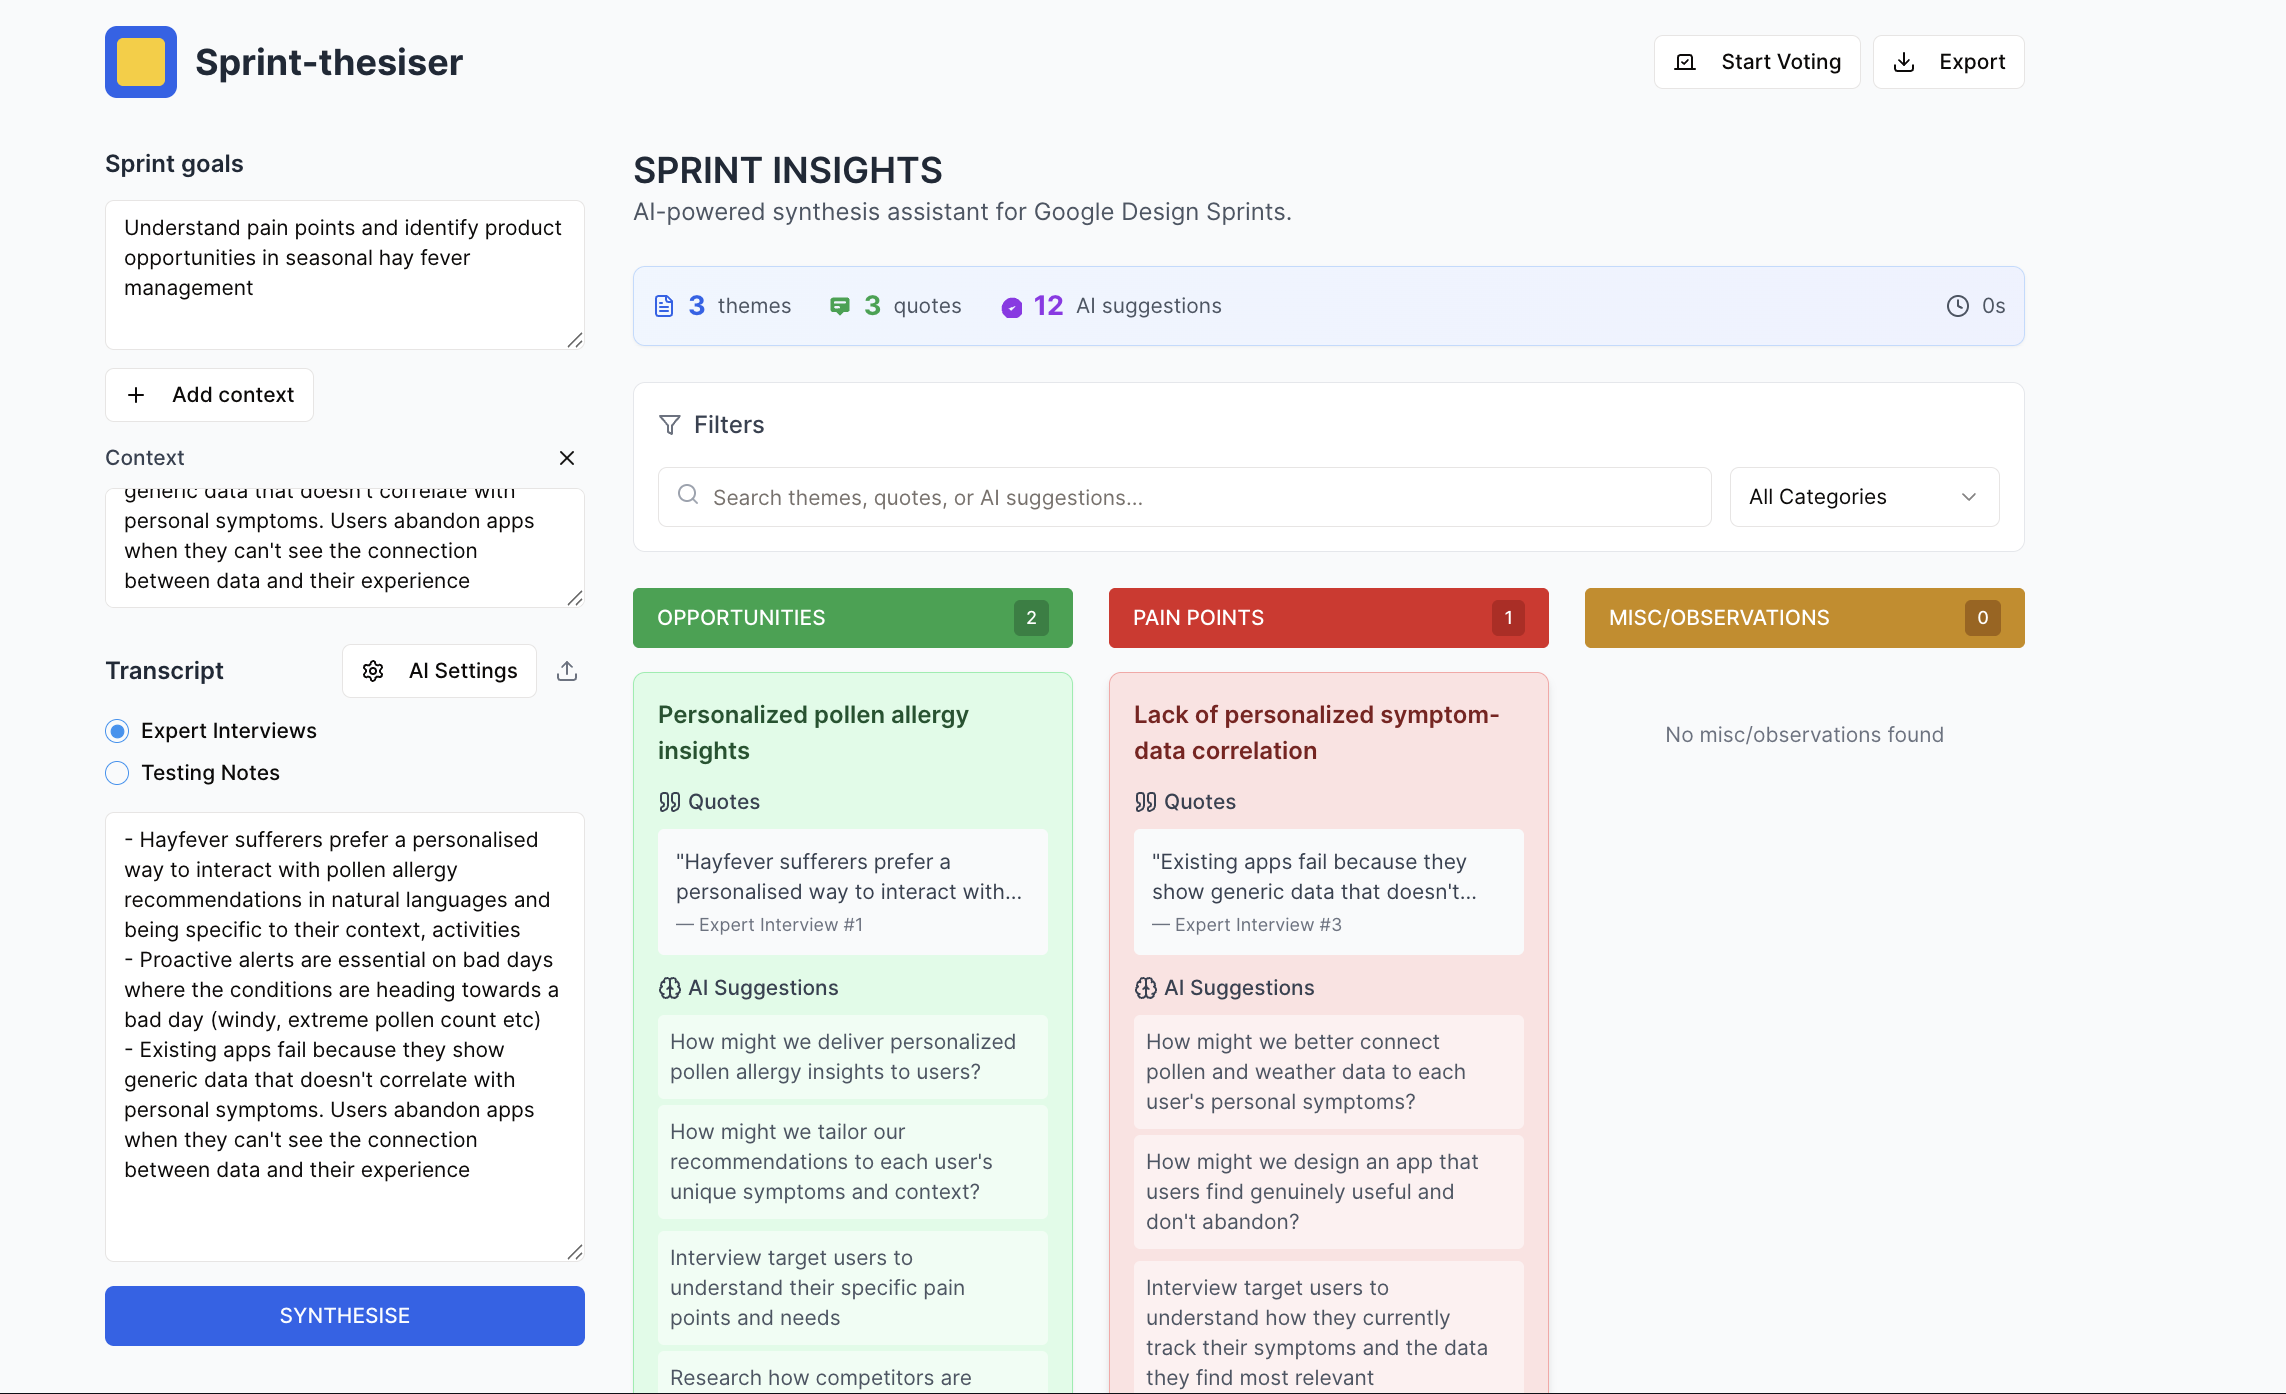 Sprint-thesiser
Start Voting
Export
Sprint goals
Understand pain points and identify product
opportunities in seasonal hay fever
management
Add context
Context
generic data that doesn't correlate with
personal symptoms. Users abandon apps
when they can't see the connection
between data and their experience
Transcript
AI Settings
Expert Interviews
Testing Notes
- Hayfever sufferers prefer a personalised
way to interact with pollen allergy
recommendations in natural languages and
being specific to their context, activities
- Proactive alerts are essential on bad days
where the conditions are heading towards a
bad day (windy, extreme pollen count etc)
- Existing apps fail because they show
generic data that doesn't correlate with
personal symptoms. Users abandon apps
when they can't see the connection
between data and their experience
SYNTHESISE
SPRINT INSIGHTS
AI-powered synthesis assistant for Google Design Sprints.
3 themes
3 quotes
12 AI suggestions
0s
Filters
Search themes, quotes, or AI suggestions...
All Categories
OPPORTUNITIES 2
Personalized pollen allergy
insights
Quotes
"Hayfever sufferers prefer a
personalised way to interact with...
— Expert Interview #1
AI Suggestions
How might we deliver personalized
pollen allergy insights to users?
How might we tailor our
recommendations to each user's
unique symptoms and context?
Interview target users to
understand their specific pain
points and needs
Research how competitors are
PAIN POINTS 1
Lack of personalized symptom-
data correlation
Quotes
"Existing apps fail because they
show generic data that doesn't...
— Expert Interview #3
AI Suggestions
How might we better connect
pollen and weather data to each
user's personal symptoms?
How might we design an app that
users find genuinely useful and
don't abandon?
Interview target users to
understand how they currently
track their symptoms and the data
they find most relevant
MISC/OBSERVATIONS 0
No misc/observations found